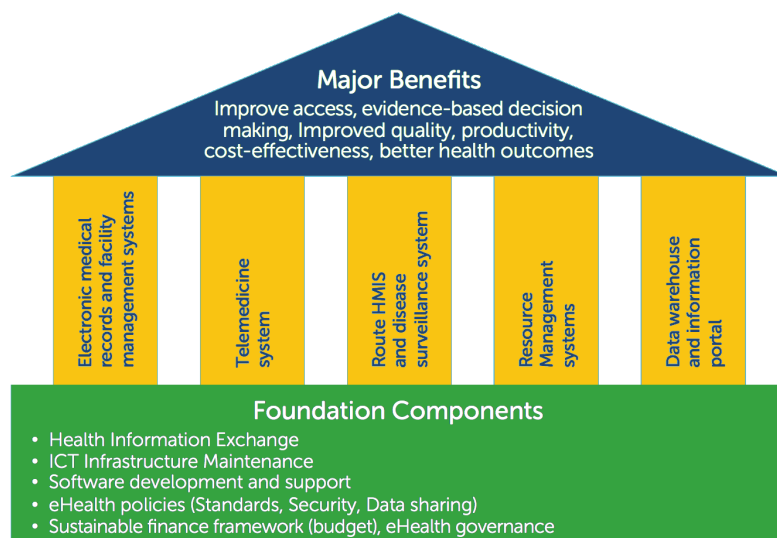 Major Benefits
Improve access, evidence-based decision
making, Improved quality, productivity,
cost-effectiveness, better health outcomes
Electronic medical
records and facility
management systems
Telemedicine
system
Route HMIS
and disease
surveillance system
Resource
Management
systems
Data warehouse
and information
portal
Foundation Components
• Health Information Exchange
• ICT Infrastructure Maintenance
• Software development and support
• eHealth policies (Standards, Security, Data sharing)
• Sustainable finance framework (budget), eHealth governance